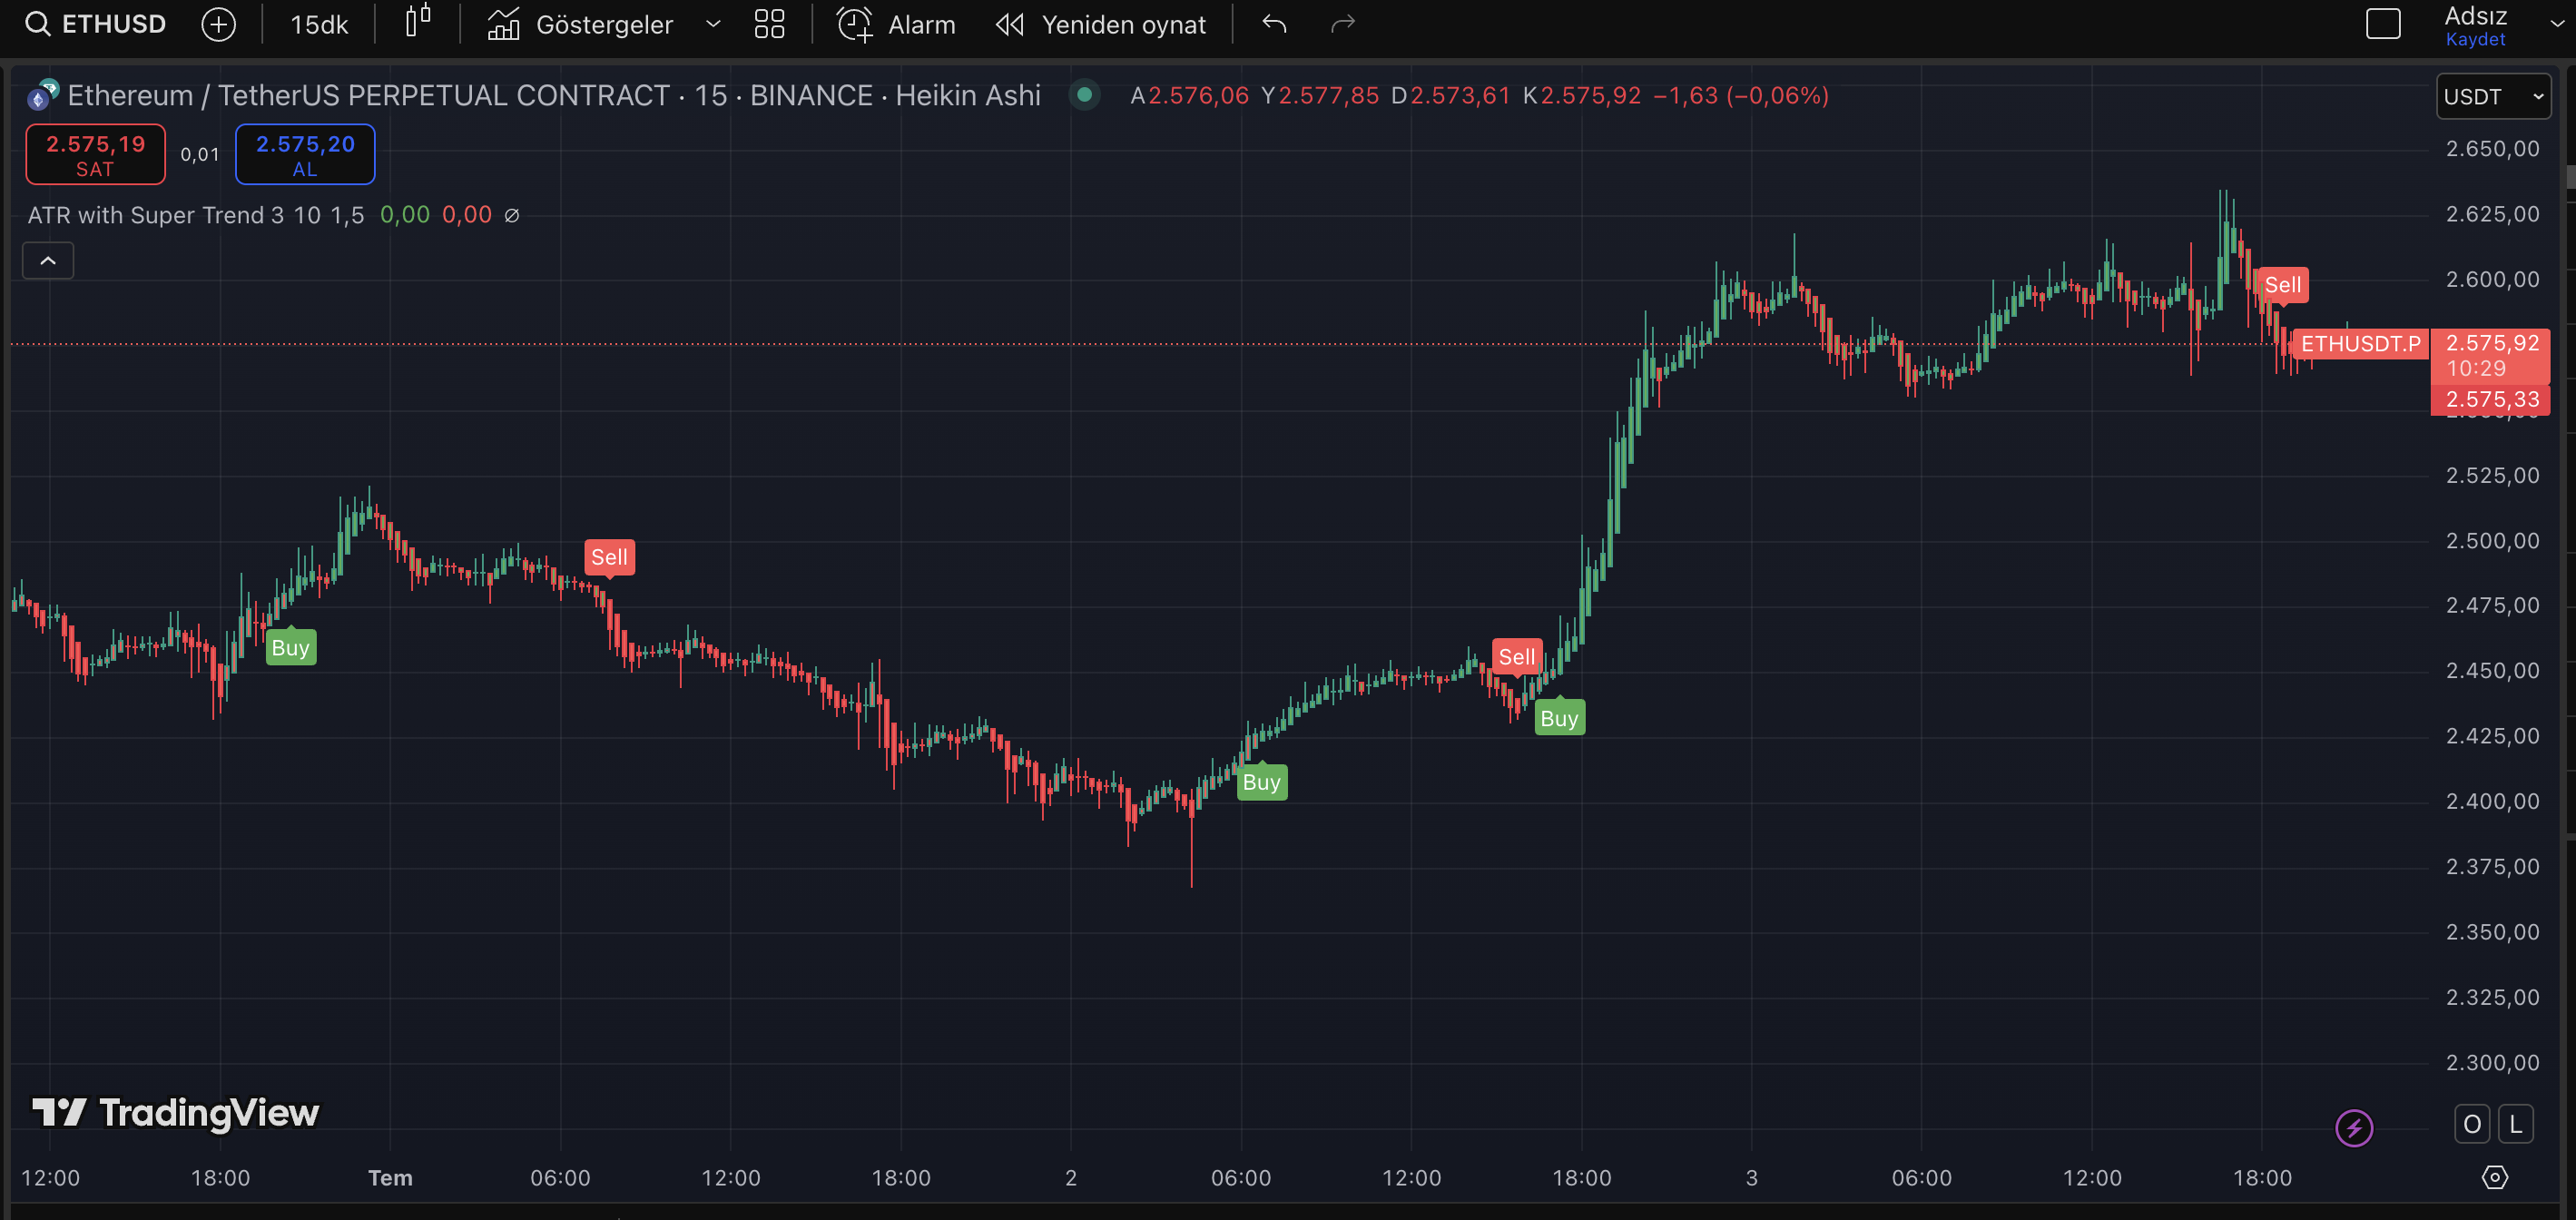 ETHUSD 15dk Göstergeler Alarm Yeniden oynat Adsız
Kaydet
Ethereum / TetherUS PERPETUAL CONTRACT · 15 · BINANCE · Heikin Ashi A2.576,06 Y2.577,85 D2.573,61 K2.575,92 −1,63 (−0,06%)
USDT
2.575,19
SAT
0,01
2.575,20
AL
ATR with Super Trend 3 10 1,5 0,00 0,00 ∅
2.650,00
2.625,00
2.600,00
Sell
ETHUSDT.P 2.575,92
10:29
2.575,33
2.525,00
2.500,00
Sell
2.475,00
Buy
Sell
2.450,00
Buy
2.425,00
Buy
2.400,00
2.375,00
2.350,00
2.325,00
2.300,00
TradingView
O L
12:00 18:00 Tem 06:00 12:00 18:00 2 06:00 12:00 18:00 3 06:00 12:00 18:00